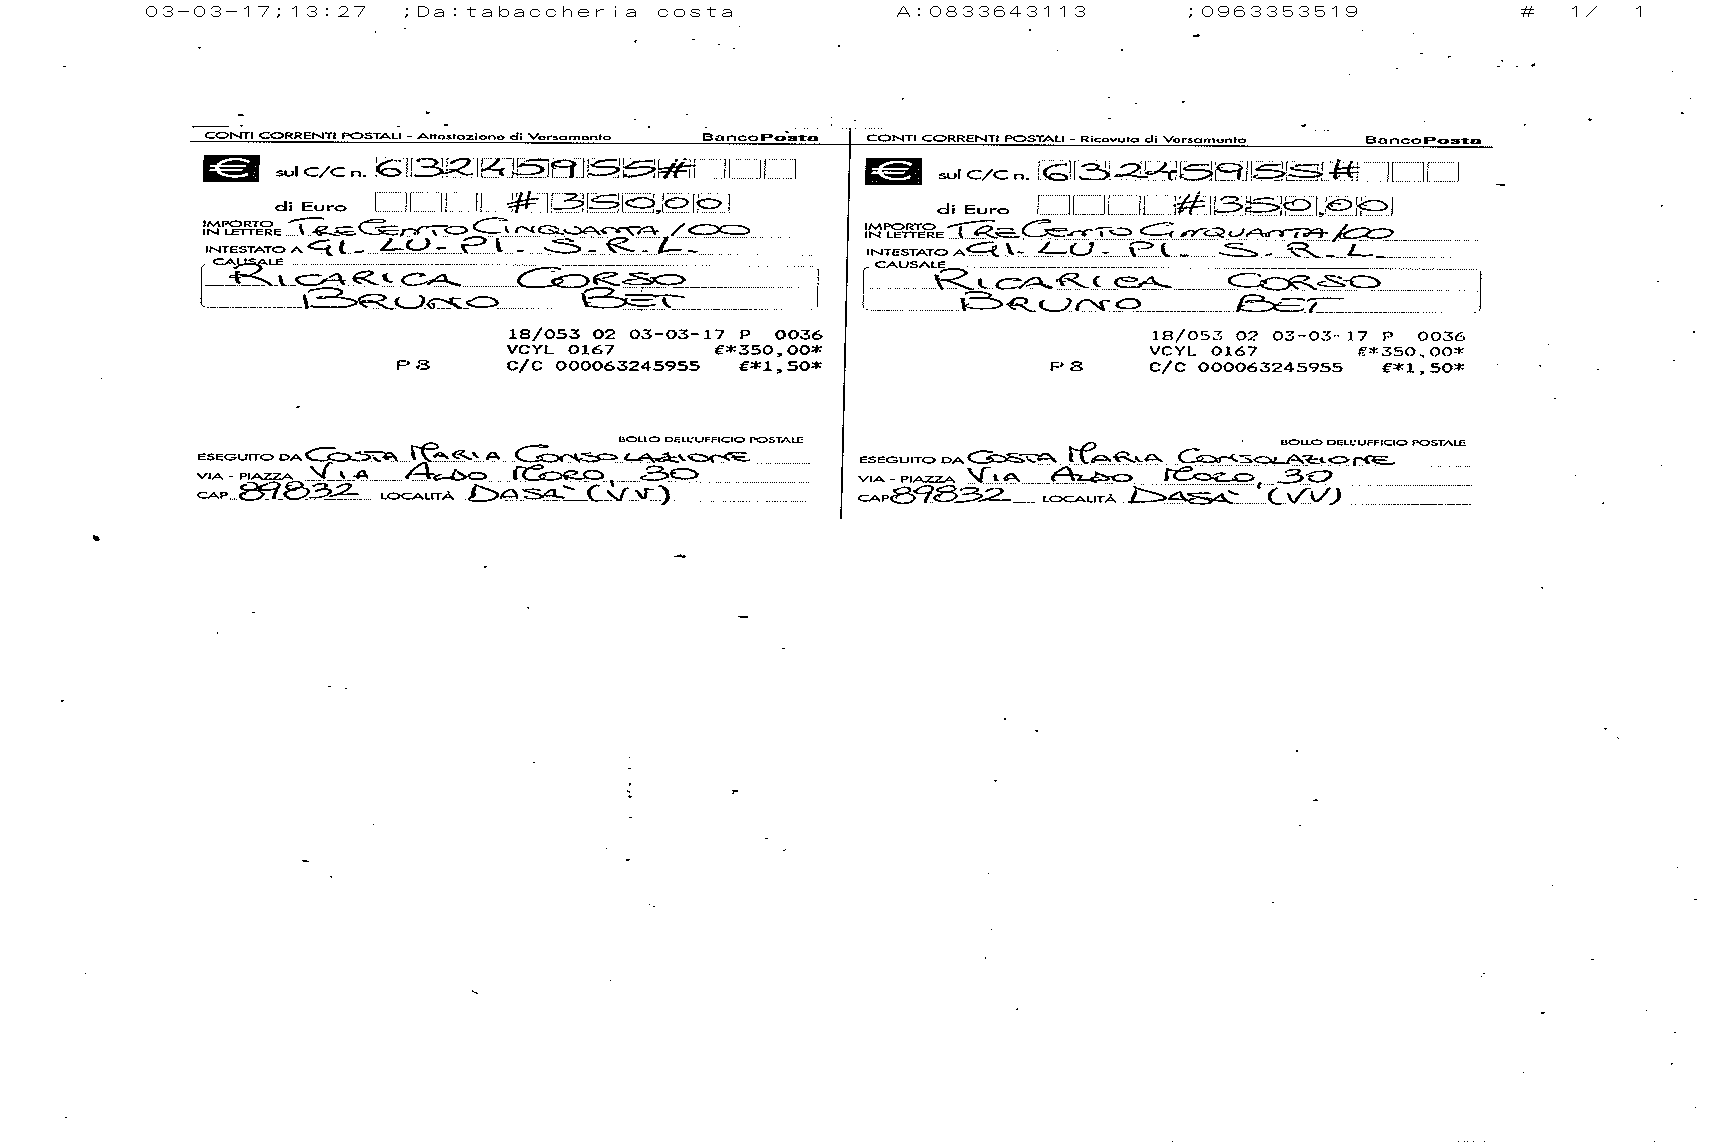 03-03-17;13:27 ;Da:tabaccheria costa A:0833643113 ;0963353519 # 1/ 1
CONTI CORRENTI POSTALI - Attestazione di Versamento BancoPosta
€ sul C/C n. 63245955#
di Euro #350,00
IMPORTO IN LETTERE TRECENTOCINQUANTA/00
INTESTATO A GI. LU. PI. S.R.L.
CAUSALE
RICARICA CORSO
BRUNO BET
18/053 02 03-03-17 P 0036
VCYL 0167 €*350,00*
P 8 C/C 000063245955 €*1,50*
BOLLO DELL'UFFICIO POSTALE
ESEGUITO DA COSTA MARIA CONSOLAZIONE
VIA - PIAZZA VIA ALDO MORO, 30
CAP 89832 LOCALITÀ DASA' (VV)
CONTI CORRENTI POSTALI - Ricevuta di Versamento BancoPosta
€ sul C/C n. 63245955#
di Euro #350,00
IMPORTO IN LETTERE TRECENTOCINQUANTA/00
INTESTATO A GI. LU. PI. S.R.L.
CAUSALE
RICARICA CORSO
BRUNO BET
18/053 02 03-03-17 P 0036
VCYL 0167 €*350,00*
P 8 C/C 000063245955 €*1,50*
BOLLO DELL'UFFICIO POSTALE
ESEGUITO DA COSTA MARIA CONSOLAZIONE
VIA - PIAZZA VIA ALDO MORO, 30
CAP 89832 LOCALITÀ DASA' (VV)